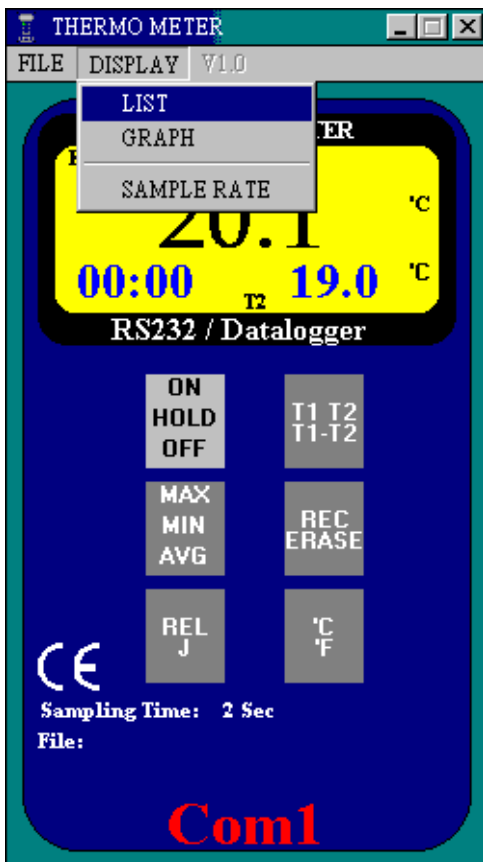 THERMO METER
FILE DISPLAY V1.0
LIST
GRAPH
SAMPLE RATE
'C
20.1
00:00 T2 19.0 'C
RS232 / Datalogger
ON
HOLD
OFF
T1 T2
T1-T2
MAX
MIN
AVG
REC
ERASE
REL
J
'C
'F
CE
Sampling Time: 2 Sec
File:
Com1